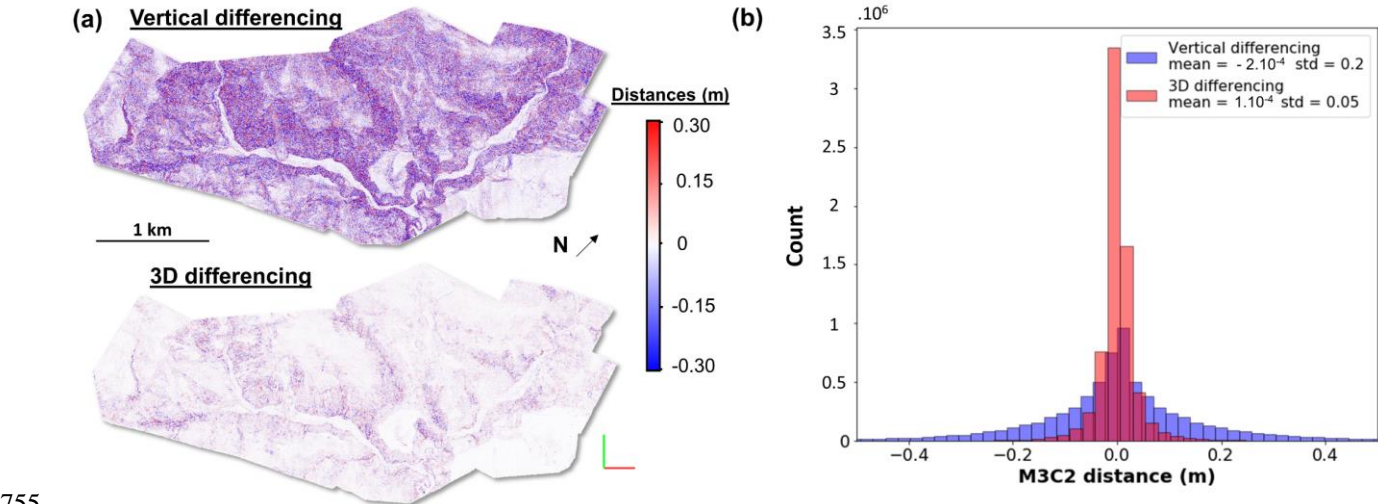 (a)
Vertical differencing
Distances (m)
0.30
0.15
0
-0.15
-0.30
1 km
N
3D differencing
(b)
.10⁶
3.5
3
2.5
2
1.5
1
0.5
0
Count
−0.4
−0.2
0.0
0.2
0.4
M3C2 distance (m)
Vertical differencing
mean = - 2.10⁻⁴ std = 0.2
3D differencing
mean = 1.10⁻⁴ std = 0.05
755